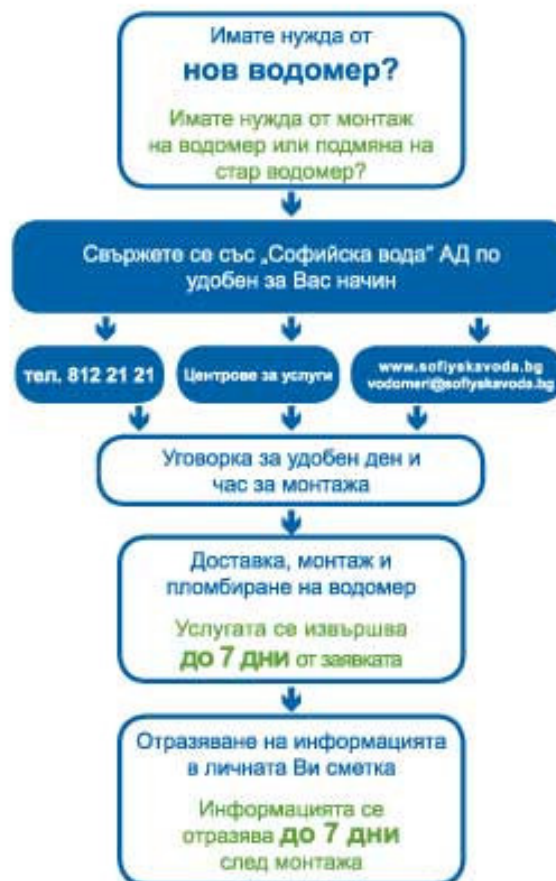 Имате нужда от
нов водомер?
Имате нужда от монтаж
на водомер или подмяна на
стар водомер?
Свържете се със „Софийска вода“ АД по
удобен за Вас начин
тел. 812 21 21
Центрове за услуги
www.sofiyskavoda.bg
vodomeri@sofiyskavoda.bg
Уговорка за удобен ден и
час за монтажа
Доставка, монтаж и
пломбиране на водомер
Услугата се извършва
до 7 дни от заявката
Отразяване на информацията
в личната Ви сметка
Информацията се
отразява до 7 дни
след монтажа